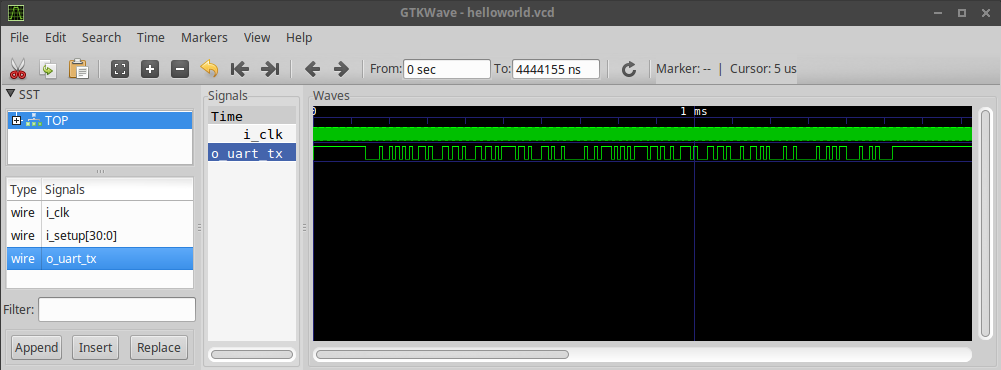 GTKWave - helloworld.vcd
File Edit Search Time Markers View Help
From: 0 sec To: 4444155 ns Marker: -- | Cursor: 5 us
SST
TOP
Type Signals
wire i_clk
wire i_setup[30:0]
wire o_uart_tx
Filter:
Append Insert Replace
Signals
Time
i_clk
o_uart_tx
Waves
0 1 ms